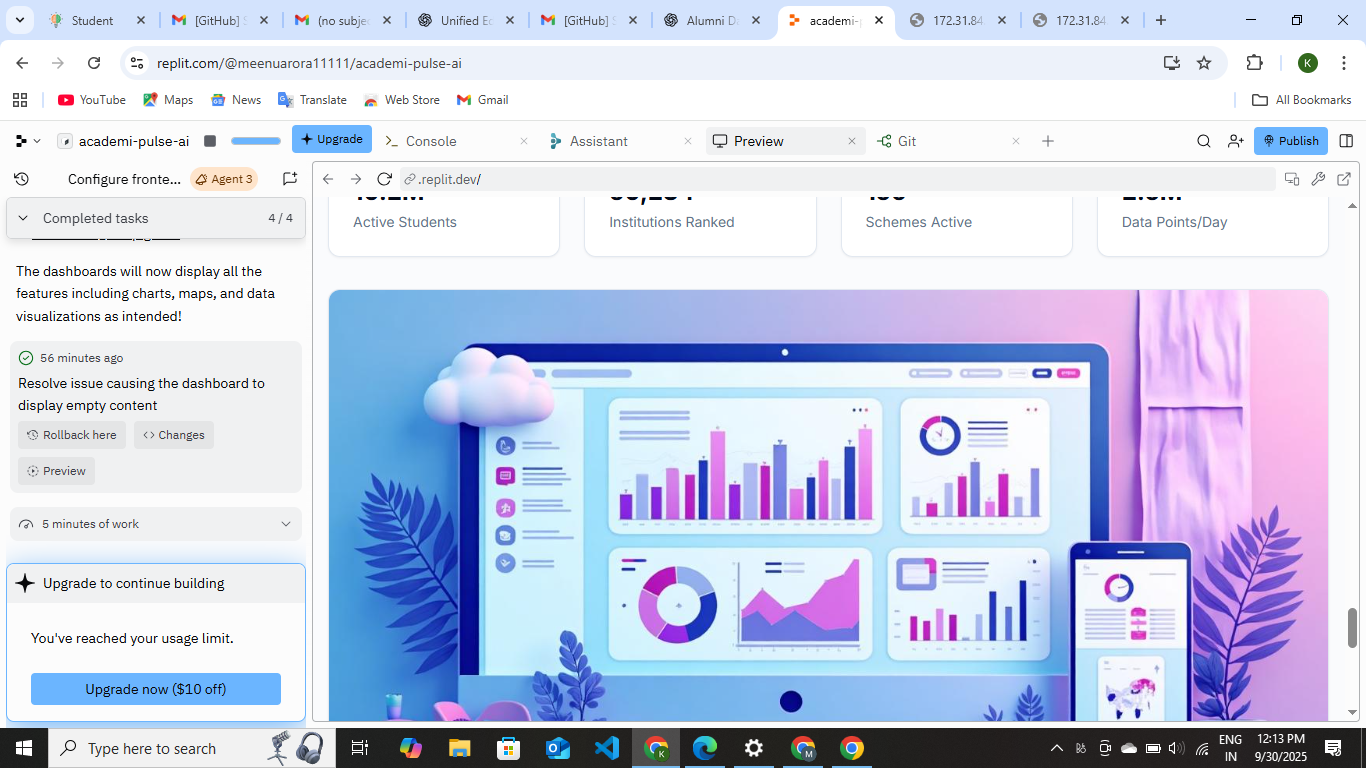 Student
[GitHub] S
(no subje
Unified Ec
[GitHub] S
Alumni Da
academi-p
172.31.84
172.31.84
replit.com/@meenuarora11111/academi-pulse-ai
K
YouTube
Maps
News
Translate
Web Store
Gmail
All Bookmarks
academi-pulse-ai
Upgrade
Console
Assistant
Preview
Git
Publish
Configure fronte...
Agent 3
.replit.dev/
Completed tasks
4 / 4
Active Students
Institutions Ranked
Schemes Active
Data Points/Day
The dashboards will now display all the
features including charts, maps, and data
visualizations as intended!
56 minutes ago
Resolve issue causing the dashboard to
display empty content
Rollback here
Changes
Preview
5 minutes of work
Upgrade to continue building
You've reached your usage limit.
Upgrade now ($10 off)
Type here to search
ENG
IN
12:13 PM
9/30/2025